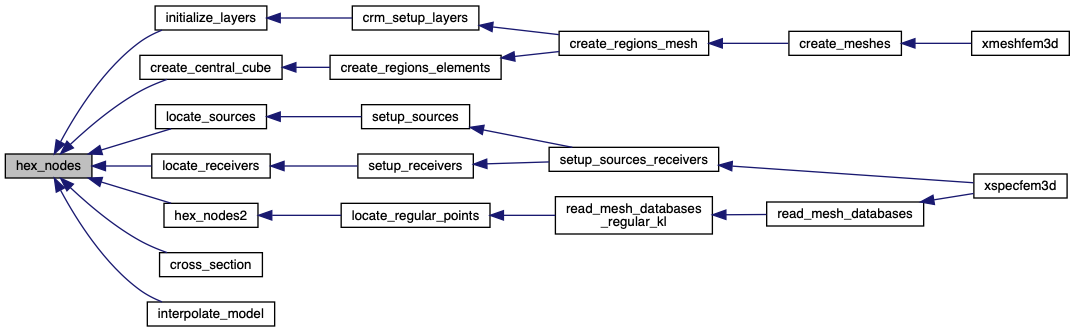 initialize_layers
crm_setup_layers
create_regions_mesh
create_meshes
xmeshfem3d
create_central_cube
create_regions_elements
locate_sources
setup_sources
hex_nodes
locate_receivers
setup_receivers
setup_sources_receivers
xspecfem3d
hex_nodes2
locate_regular_points
read_mesh_databases
_regular_kl
read_mesh_databases
cross_section
interpolate_model